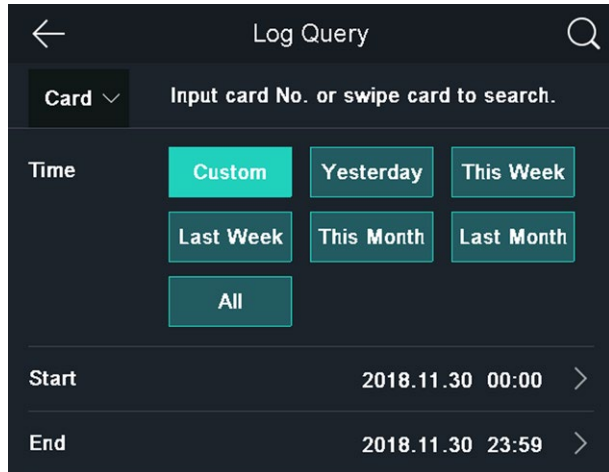 Log Query
Card Input card No. or swipe card to search.
Time Custom Yesterday This Week
Last Week This Month Last Month
All
Start 2018.11.30 00:00
End 2018.11.30 23:59